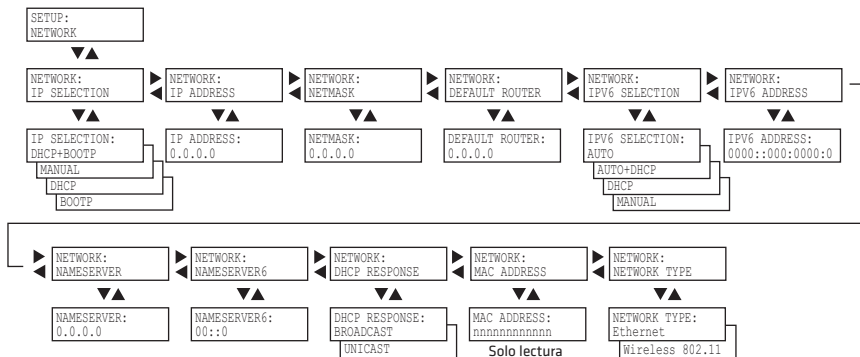 SETUP:
NETWORK
NETWORK:
IP SELECTION
NETWORK:
IP ADDRESS
NETWORK:
NETMASK
NETWORK:
DEFAULT ROUTER
NETWORK:
IPV6 SELECTION
NETWORK:
IPV6 ADDRESS
IP SELECTION:
DHCP+BOOTP
MANUAL
DHCP
BOOTP
IP ADDRESS:
0.0.0.0
NETMASK:
0.0.0.0
DEFAULT ROUTER:
0.0.0.0
IPV6 SELECTION:
AUTO
AUTO+DHCP
DHCP
MANUAL
IPV6 ADDRESS:
0000::000:0000:0
NETWORK:
NAMESERVER
NETWORK:
NAMESERVER6
NETWORK:
DHCP RESPONSE
NETWORK:
MAC ADDRESS
NETWORK:
NETWORK TYPE
NAMESERVER:
0.0.0.0
NAMESERVER6:
00::0
DHCP RESPONSE:
BROADCAST
UNICAST
MAC ADDRESS:
nnnnnnnnnnnn
Solo lectura
NETWORK TYPE:
Ethernet
Wireless 802.11